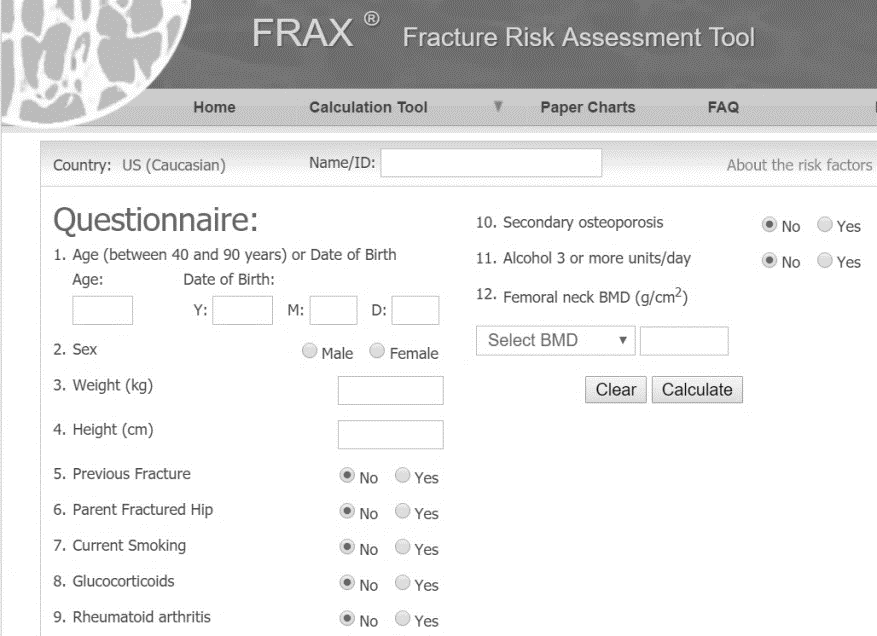 FRAX ® Fracture Risk Assessment Tool
Home Calculation Tool ▼ Paper Charts FAQ
Country: US (Caucasian) Name/ID: About the risk factors
Questionnaire:
1. Age (between 40 and 90 years) or Date of Birth
Age: Date of Birth:
Y: M: D:
2. Sex Male Female
3. Weight (kg)
4. Height (cm)
5. Previous Fracture No Yes
6. Parent Fractured Hip No Yes
7. Current Smoking No Yes
8. Glucocorticoids No Yes
9. Rheumatoid arthritis No Yes
10. Secondary osteoporosis No Yes
11. Alcohol 3 or more units/day No Yes
12. Femoral neck BMD (g/cm²)
Select BMD ▼
Clear Calculate